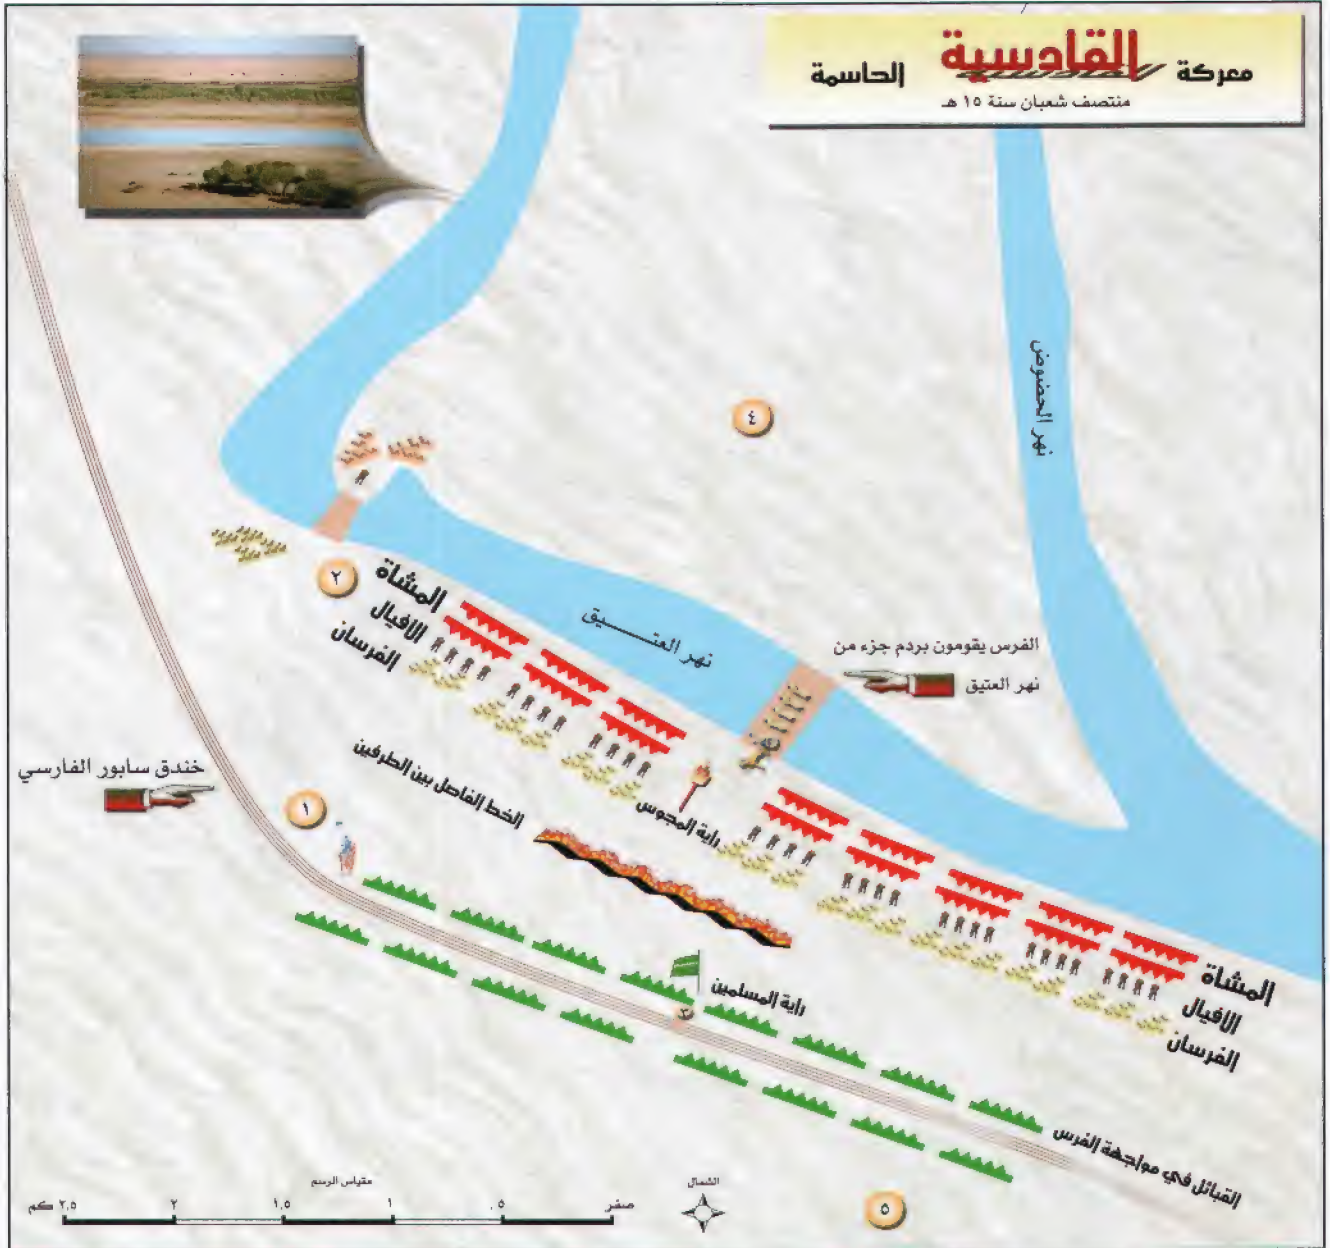 معركة القادسية الحاسمة
منتصف شعبان سنة ١٥ هـ
نهر الحضوض
٤
٢
المشاة
الافيال
الفرسان
نهر العتيق
الفرس يقومون بردم جزء من
نهر العتيق
خندق سابور الفارسي
١
الخط الفاصل بين الطرفين
راية المجوس
راية المسلمين
٣
المشاة
الافيال
الفرسان
القبائل في مواجهة الفرس
مقياس الرسم
صفر ٠.٥ ١ ١,٥ ٢ ٢,٥ كم
الشمال
٥